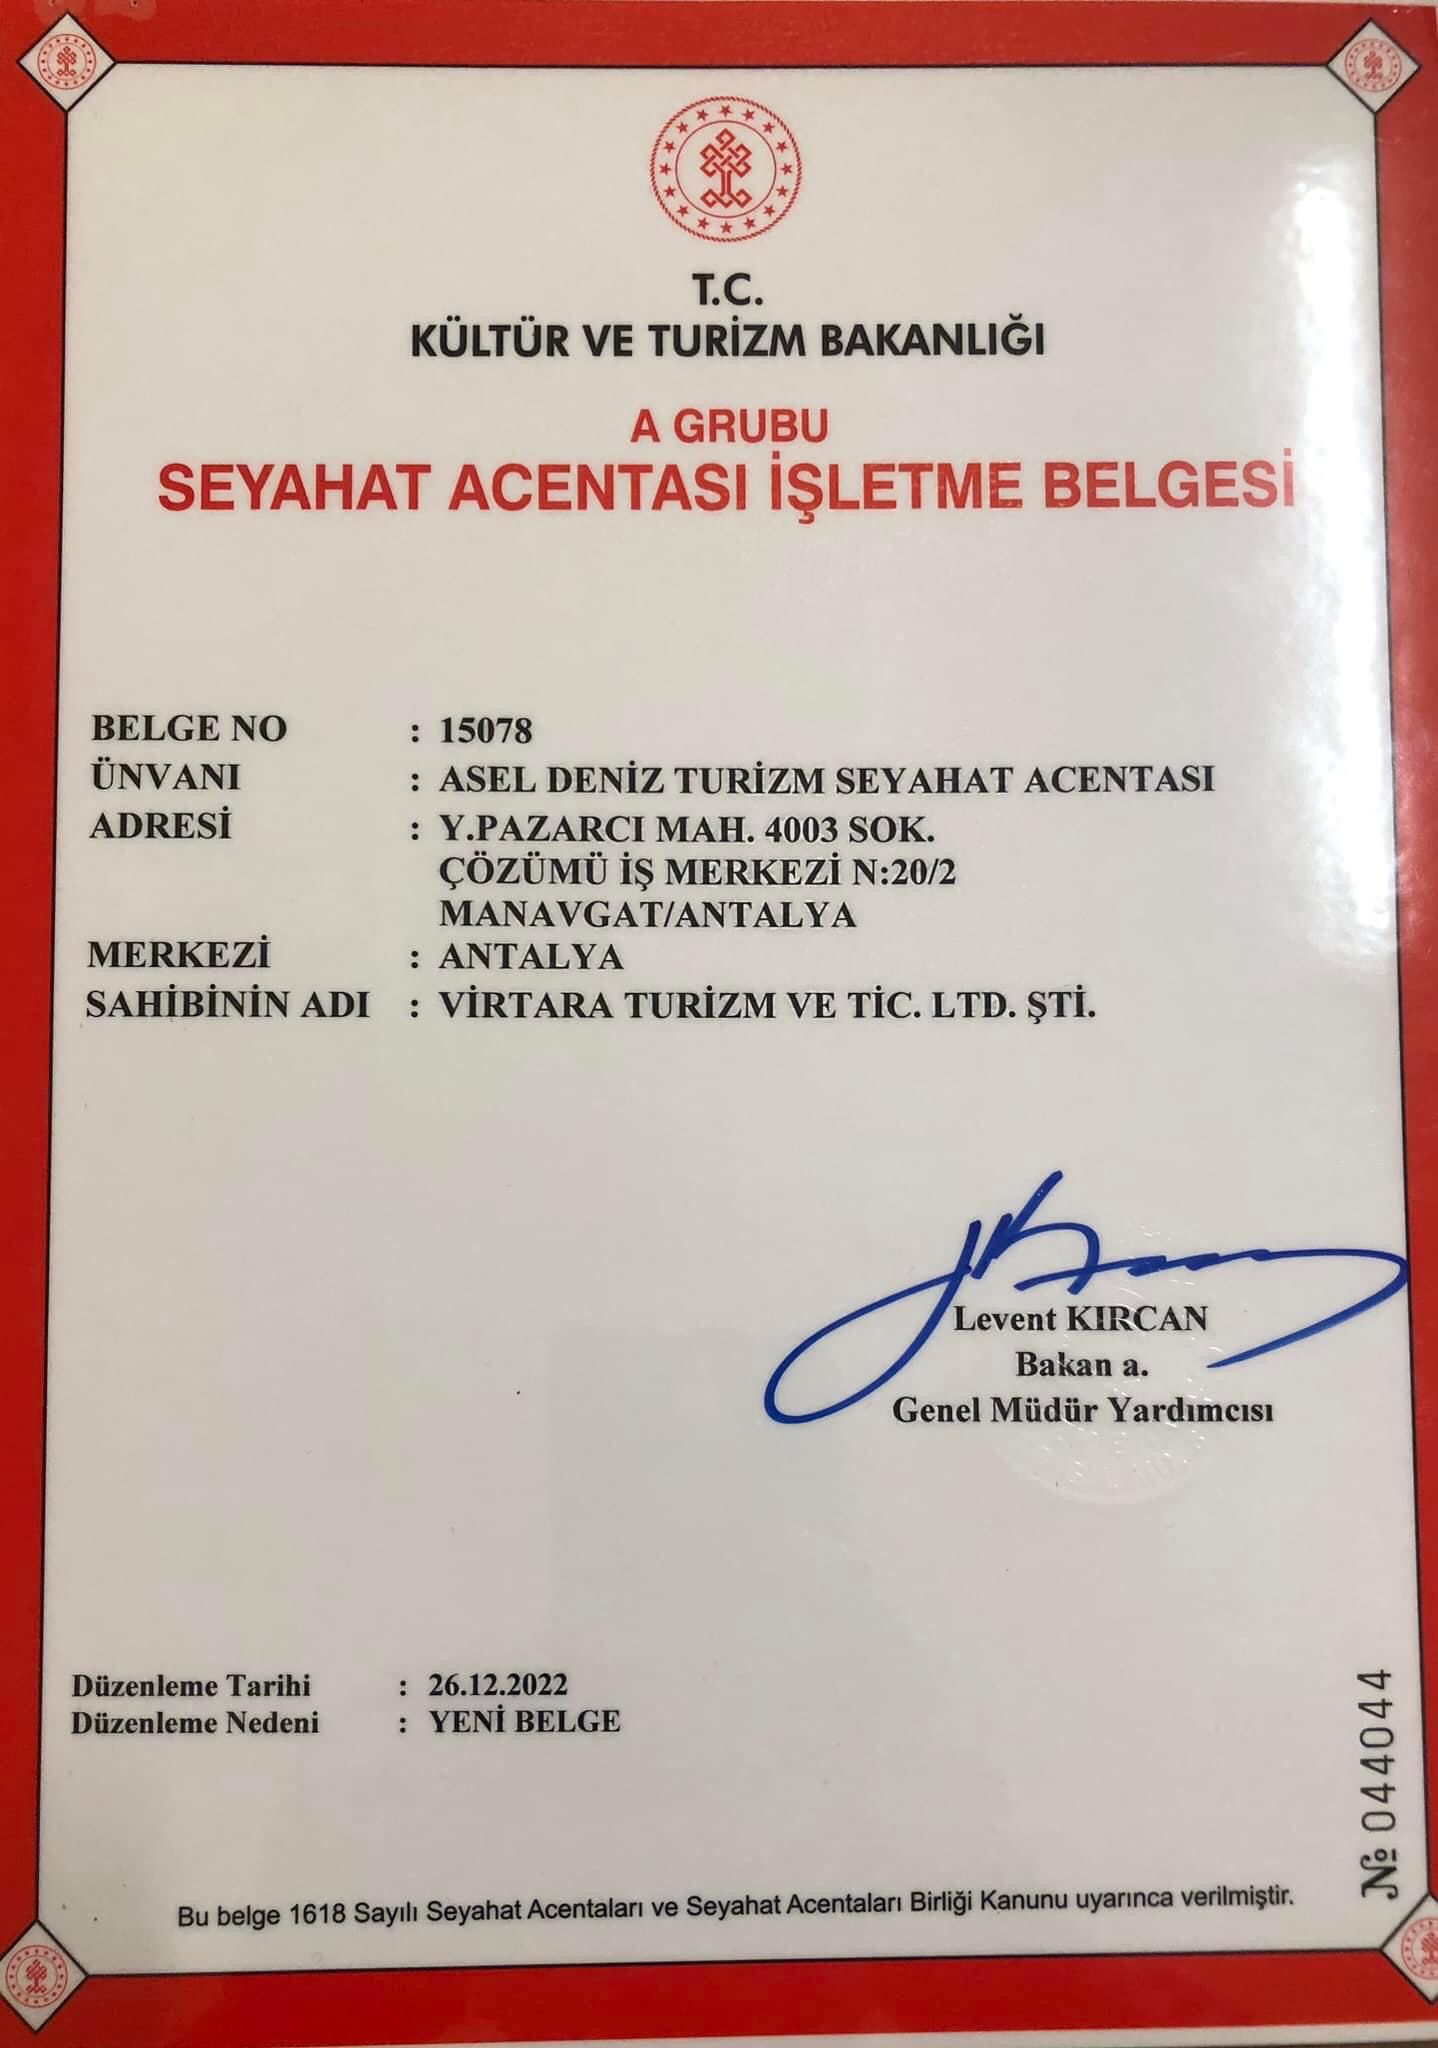 T.C.
KÜLTÜR VE TURİZM BAKANLIĞI
A GRUBU
SEYAHAT ACENTASI İŞLETME BELGESİ
BELGE NO : 15078
ÜNVANI : ASEL DENİZ TURİZM SEYAHAT ACENTASI
ADRESİ : Y.PAZARCI MAH. 4003 SOK.
ÇÖZÜMÜ İŞ MERKEZİ N:20/2
MANAVGAT/ANTALYA
MERKEZİ : ANTALYA
SAHİBİNİN ADI : VİRTARA TURİZM VE TİC. LTD. ŞTİ.
Levent KIRCAN
Bakan a.
Genel Müdür Yardımcısı
Düzenleme Tarihi : 26.12.2022
Düzenleme Nedeni : YENİ BELGE
№ 044044
Bu belge 1618 Sayılı Seyahat Acentaları ve Seyahat Acentaları Birliği Kanunu uyarınca verilmiştir.